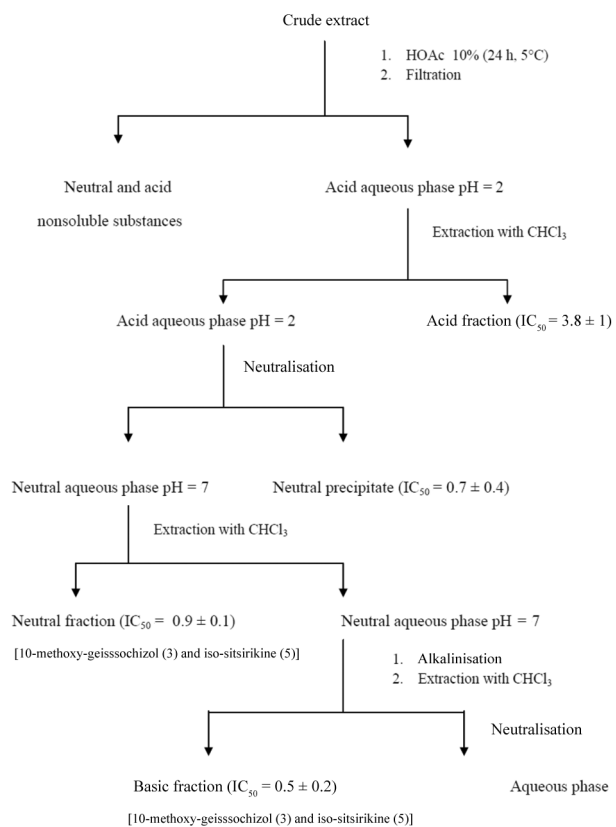 Crude extract
1. HOAc 10% (24 h, 5°C)
2. Filtration
Neutral and acid
nonsoluble substances
Acid aqueous phase pH = 2
Extraction with CHCl₃
Acid aqueous phase pH = 2
Acid fraction (IC₅₀ = 3.8 ± 1)
Neutralisation
Neutral aqueous phase pH = 7
Neutral precipitate (IC₅₀ = 0.7 ± 0.4)
Extraction with CHCl₃
Neutral fraction (IC₅₀ = 0.9 ± 0.1)
[10-methoxy-geisssochizol (3) and iso-sitsirikine (5)]
Neutral aqueous phase pH = 7
1. Alkalinisation
2. Extraction with CHCl₃
Neutralisation
Basic fraction (IC₅₀ = 0.5 ± 0.2)
[10-methoxy-geisssochizol (3) and iso-sitsirikine (5)]
Aqueous phase